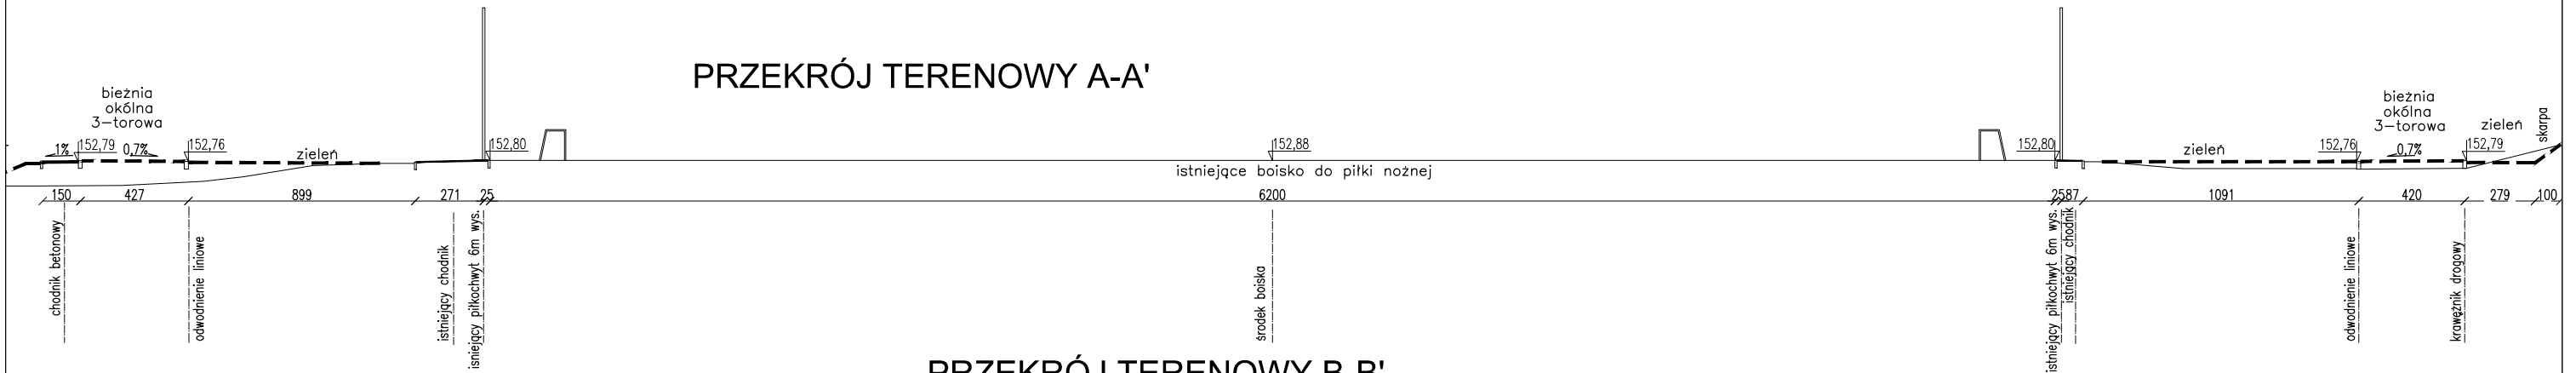 PRZEKRÓJ TERENOWY A-A'
bieżnia
okólna
3-torowa
1%
152,79
0,7%
152,76
zieleń
152,80
152,88
istniejące boisko do piłki nożnej
152,80
zieleń
152,76
bieżnia
okólna
3-torowa
0,7%
152,79
zieleń
skarpa
150
427
899
271
25
6200
2587
1091
420
279
100
chodnik betonowy
odwodnienie liniowe
istniejący chodnik
isniejący piłkochwyt 6m wys.
środek boiska
istniejący piłkochwyt 6m wys.
istniejący chodnik
odwodnienie liniowe
krawężnik drogowy
PRZEKRÓJ TERENOWY B-B'